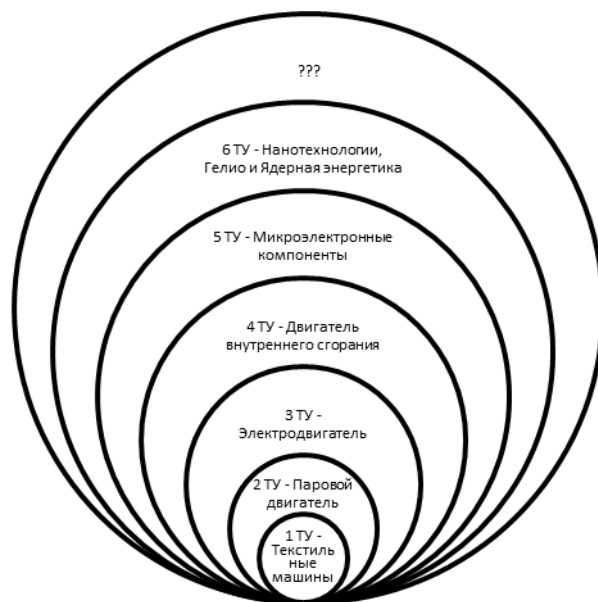 ???
6 ТУ - Нанотехнологии,
Гелио и Ядерная энергетика
5 ТУ - Микроэлектронные
компоненты
4 ТУ - Двигатель
внутреннего сгорания
3 ТУ -
Электродвигатель
2 ТУ - Паровой
двигатель
1 ТУ -
Текстиль
ные
машины